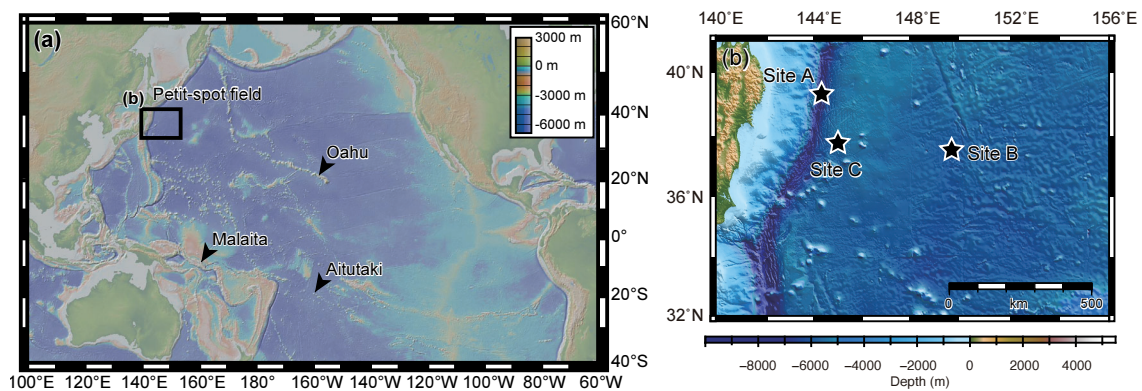 (a)
3000 m
0 m
-3000 m
-6000 m
(b) Petit-spot field
Oahu
Malaita
Aitutaki
60°N
40°N
20°N
0°
20°S
40°S
100°E 120°E 140°E 160°E 180° 160°W 140°W 120°W 100°W 80°W 60°W
140°E 144°E 148°E 152°E 156°E
(b)
40°N
36°N
32°N
Site A
Site B
Site C
0 km 500
-8000 -6000 -4000 -2000 0 2000 4000
Depth (m)